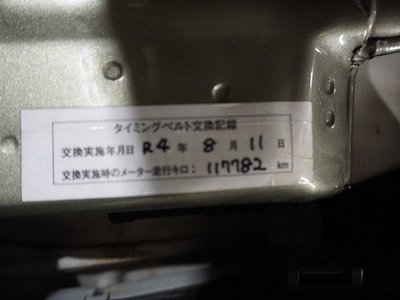 タイミングベルト交換記録
交換実施年月日 R4 年 8 月 11 日
交換実施時のメーター走行キロ: 117782 km